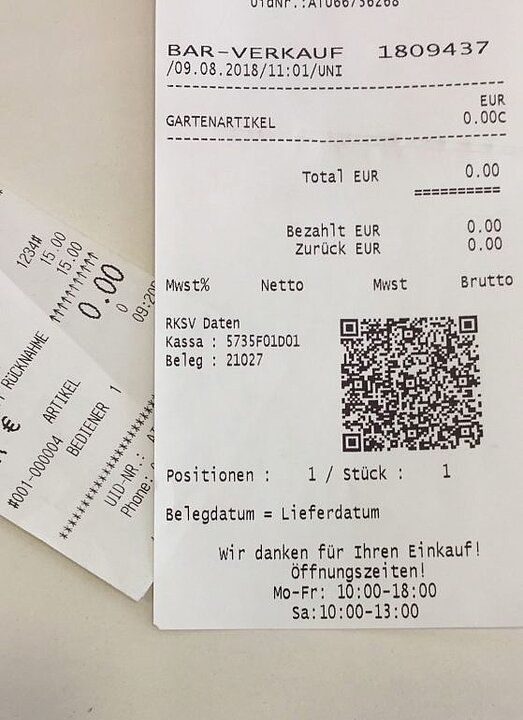 BAR-VERKAUF 1809437
/09.08.2018/11:01/UNI
EUR
GARTENARTIKEL 0.00C
Total EUR 0.00
==========
Bezahlt EUR 0.00
Zurück EUR 0.00
Mwst% Netto Mwst Brutto
RKSV Daten
Kassa : 5735F01D01
Beleg : 21027
Positionen : 1 / Stück : 1
Belegdatum = Lieferdatum
Wir danken für Ihren Einkauf!
Öffnungszeiten!
Mo-Fr: 10:00-18:00
Sa:10:00-13:00
1234#
15.00
15.00
0.00
0
RÜCKNAHME
€ ARTIKEL
#001-000004 BEDIENER 1
UID-NR.:
Phone: